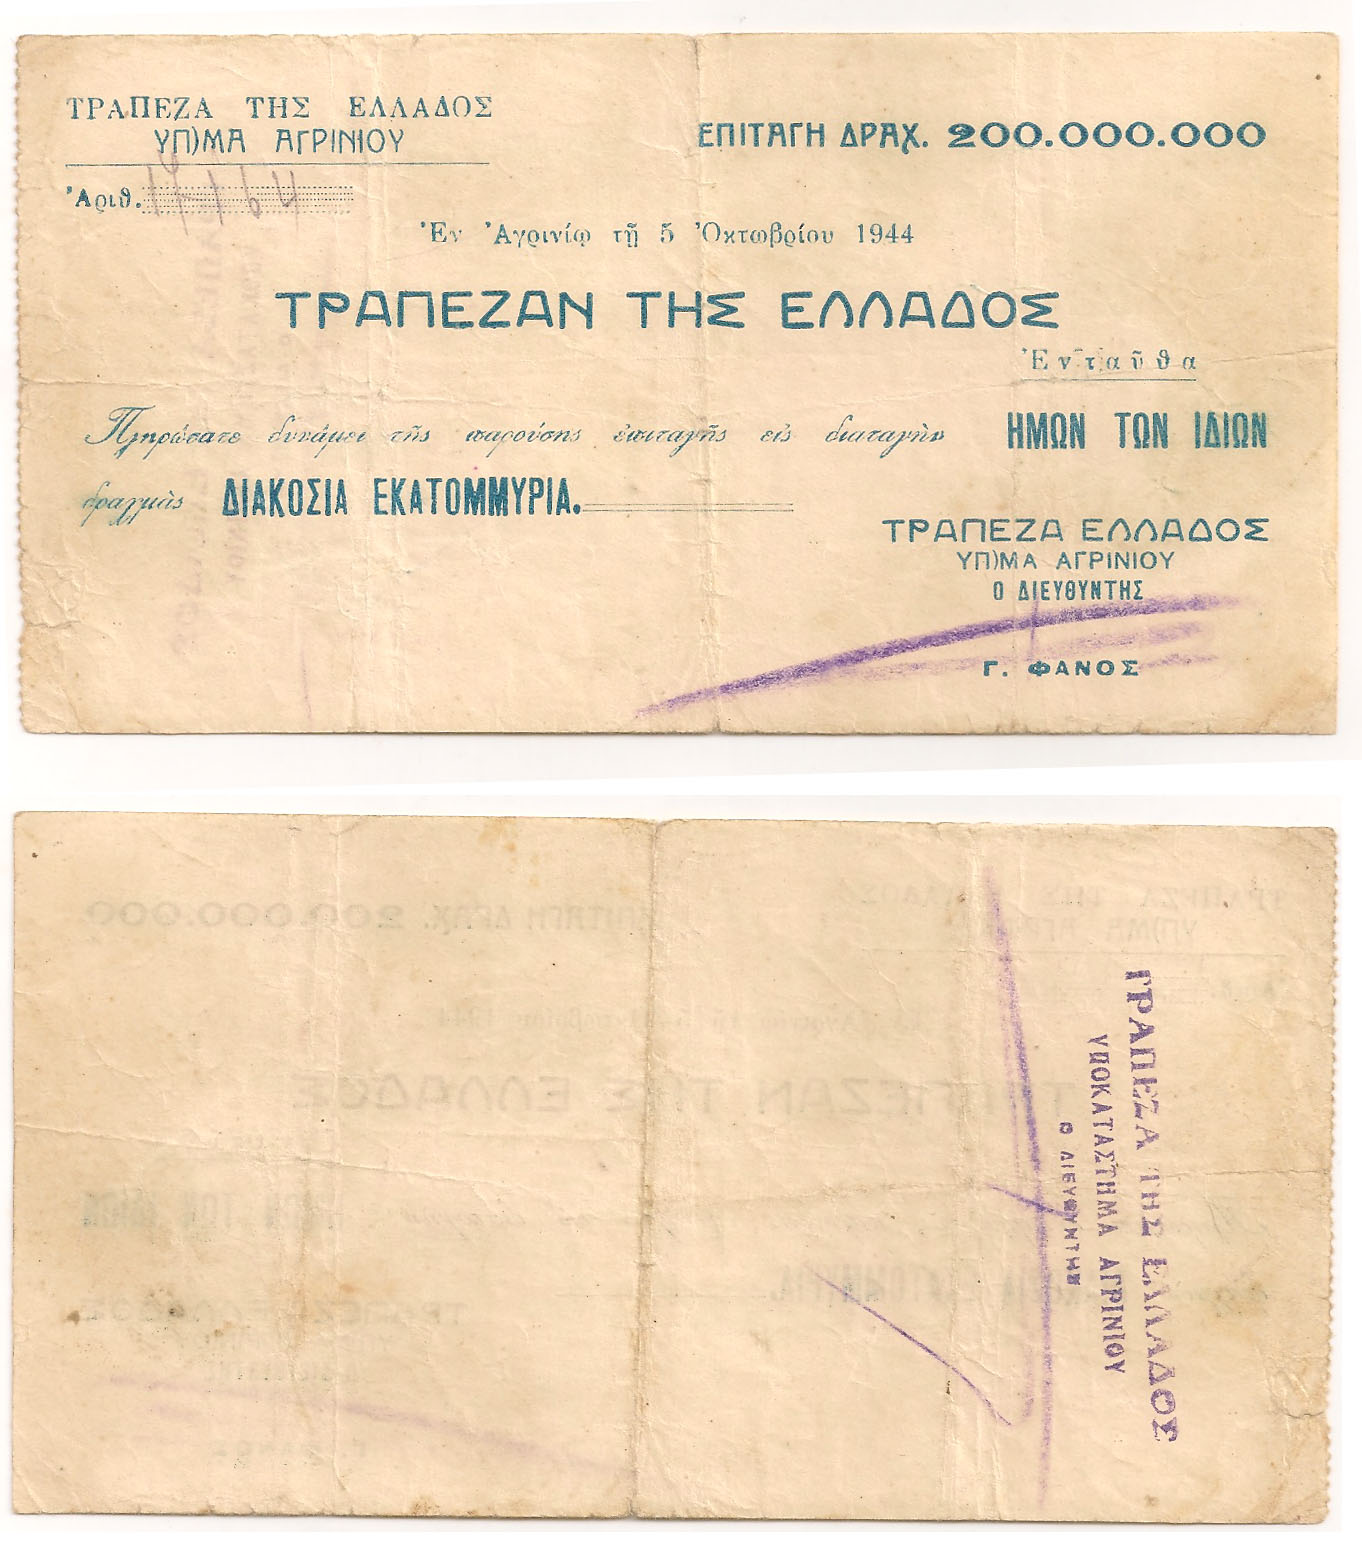 ΤΡΑΠΕΖΑ ΤΗΣ ΕΛΛΑΔΟΣ
ΥΠ)ΜΑ ΑΓΡΙΝΙΟΥ
ΕΠΙΤΑΓΗ ΔΡΑΧ. 200.000.000
Ἀριθ.
Ἐν Ἀγρινίῳ τῇ 5 Ὀκτωβρίου 1944
ΤΡΑΠΕΖΑΝ ΤΗΣ ΕΛΛΑΔΟΣ
Ἐνταῦθα
Πληρώσατε δυνάμει τῆς παρούσης ἐπιταγῆς εἰς διαταγὴν ΗΜΩΝ ΤΩΝ ΙΔΙΩΝ
δραχμὰς ΔΙΑΚΟΣΙΑ ΕΚΑΤΟΜΜΥΡΙΑ.
ΤΡΑΠΕΖΑ ΕΛΛΑΔΟΣ
ΥΠ)ΜΑ ΑΓΡΙΝΙΟΥ
Ο ΔΙΕΥΘΥΝΤΗΣ
Γ. ΦΑΝΟΣ
ΤΡΑΠΕΖΑ ΤΗΣ ΕΛΛΑΔΟΣ
ΥΠΟΚΑΤΑΣΤΗΜΑ ΑΓΡΙΝΙΟΥ
Ο ΔΙΕΥΘΥΝΤΗΣ